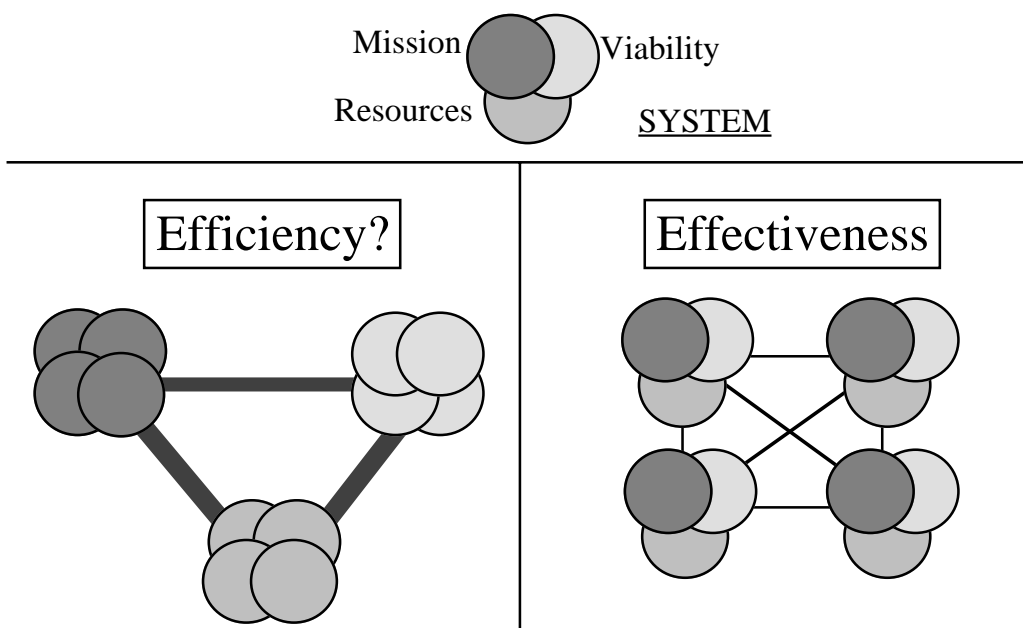 Mission
Viability
Resources
SYSTEM
Efficiency?
Effectiveness